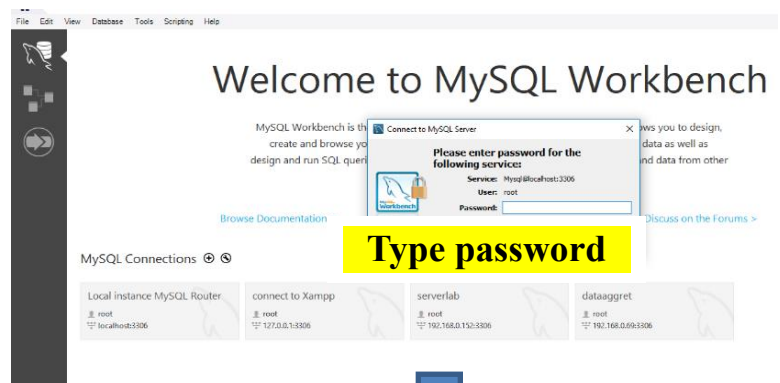 File Edit View Database Tools Scripting Help
Welcome to MySQL Workbench
MySQL Workbench is th
ows you to design,
create and browse yo
data as well as
design and run SQL queri
nd data from other
Connect to MySQL Server
Please enter password for the
following service:
Service: Mysql@localhost:3306
User: root
Password:
Workbench
Browse Documentation
Discuss on the Forums >
Type password
MySQL Connections
Local instance MySQL Router
root
localhost:3306
connect to Xampp
root
127.0.0.1:3306
serverlab
root
192.168.0.152:3306
dataaggret
root
192.168.0.69:3306